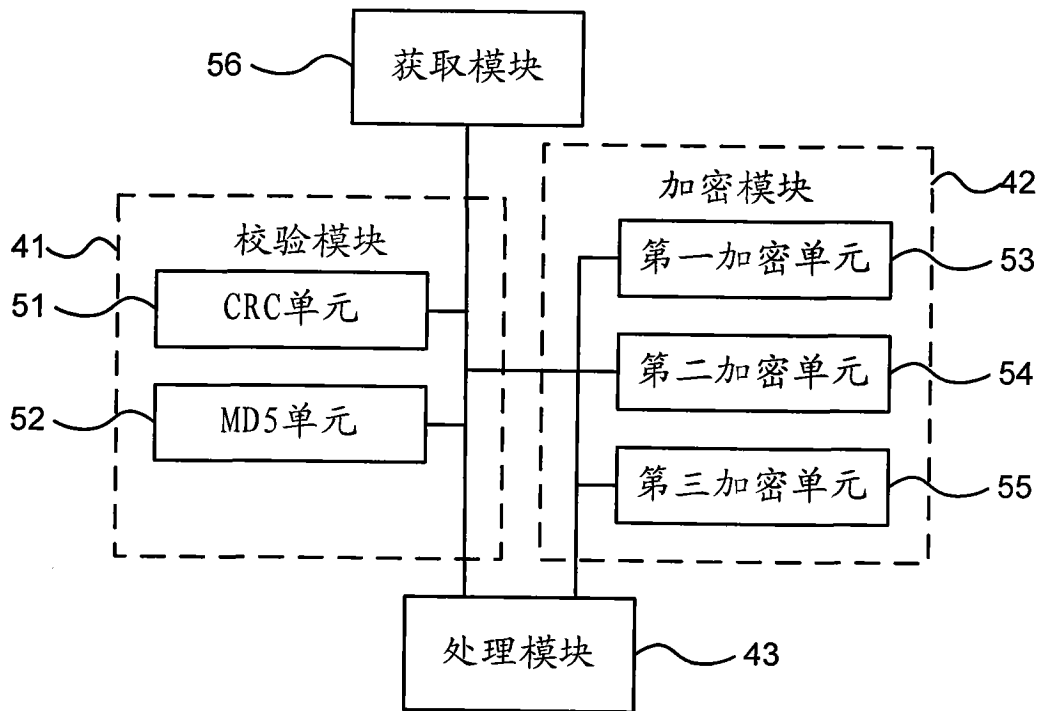 56
获取模块
加密模块
42
41
校验模块
第一加密单元
53
51
CRC单元
第二加密单元
54
52
MD5单元
第三加密单元
55
处理模块
43